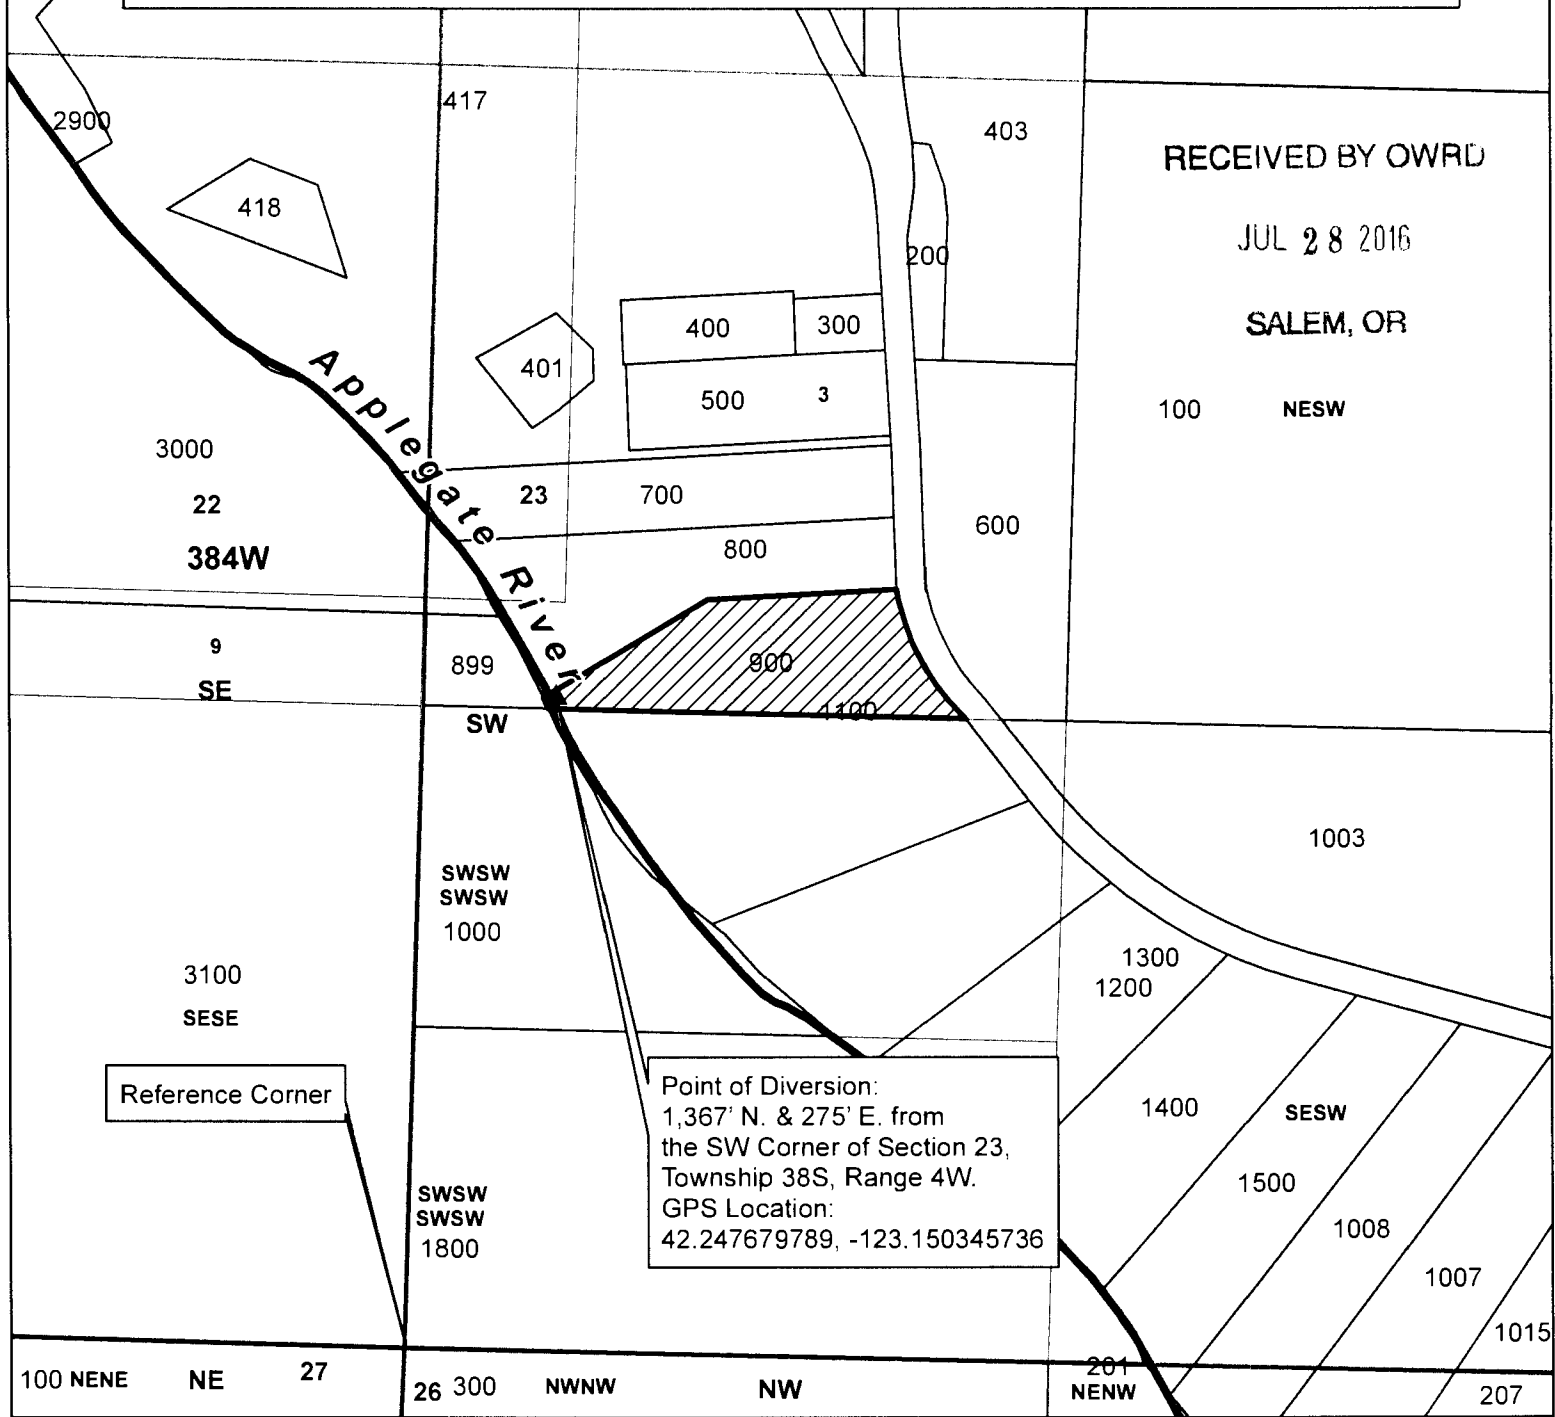 417
403
2900
RECEIVED BY OWRD
418
JUL 28 2016
200
SALEM, OR
400
300
401
500
3
100 NESW
Applegate River
3000
22
23
700
384W
600
800
9
899
900
SE
1100
SW
1003
SWSW
SWSW
1000
1300
1200
3100
SESE
Reference Corner
Point of Diversion:
1,367' N. & 275' E. from
the SW Corner of Section 23,
Township 38S, Range 4W.
GPS Location:
42.247679789, -123.150345736
1400
SESW
1500
SWSW
SWSW
1800
1008
1007
1015
201
100 NENE
NE
27
26 300
NWNW
NW
NENW
207